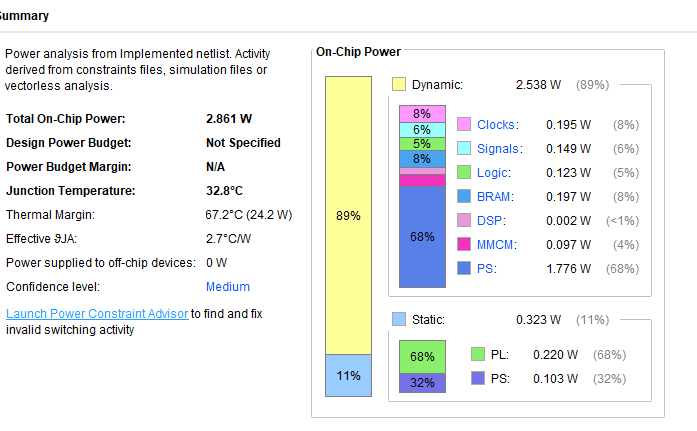 Summary
Power analysis from Implemented netlist. Activity
derived from constraints files, simulation files or
vectorless analysis.
Total On-Chip Power: 2.861 W
Design Power Budget: Not Specified
Power Budget Margin: N/A
Junction Temperature: 32.8°C
Thermal Margin: 67.2°C (24.2 W)
Effective ϑJA: 2.7°C/W
Power supplied to off-chip devices: 0 W
Confidence level: Medium
Launch Power Constraint Advisor to find and fix
invalid switching activity
On-Chip Power
89%
11%
Dynamic: 2.538 W (89%)
8%
6%
5%
8%
68%
Clocks: 0.195 W (8%)
Signals: 0.149 W (6%)
Logic: 0.123 W (5%)
BRAM: 0.197 W (8%)
DSP: 0.002 W (<1%)
MMCM: 0.097 W (4%)
PS: 1.776 W (68%)
Static: 0.323 W (11%)
68%
32%
PL: 0.220 W (68%)
PS: 0.103 W (32%)